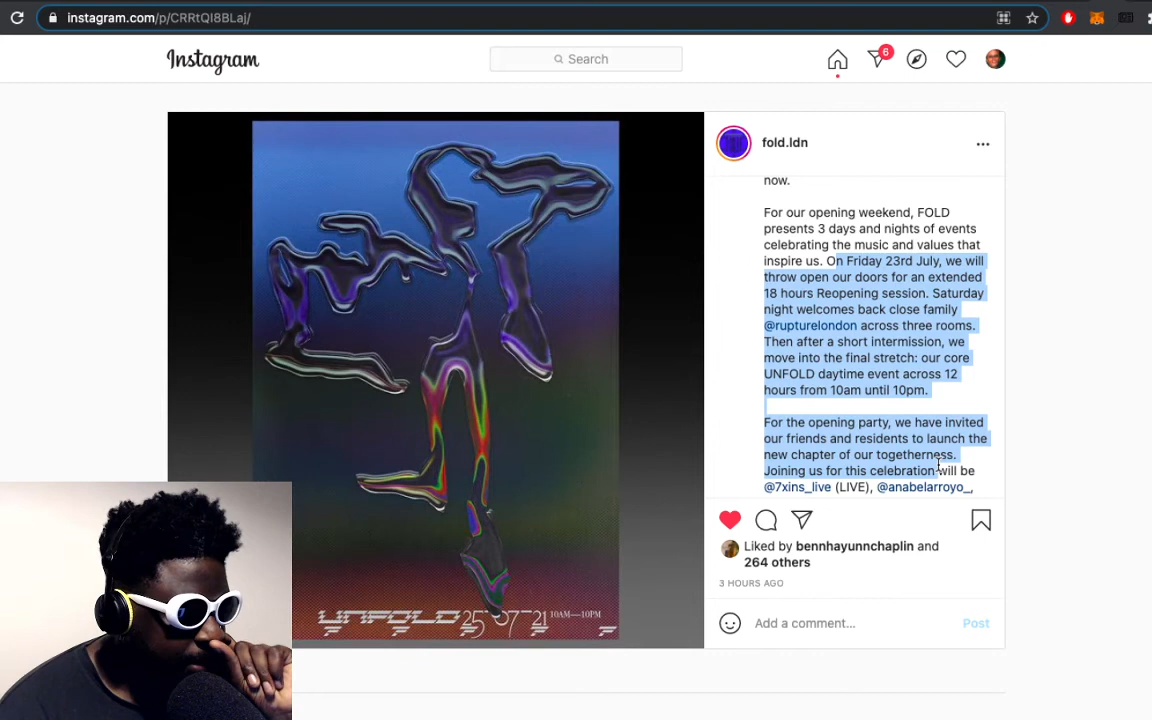 instagram.com/p/CRRtQI8BLaj/
Instagram
Search
6
fold.ldn
now.
For our opening weekend, FOLD
presents 3 days and nights of events
celebrating the music and values that
inspire us. On Friday 23rd July, we will
throw open our doors for an extended
18 hours Reopening session. Saturday
night welcomes back close family
@rupturelondon across three rooms.
Then after a short intermission, we
move into the final stretch: our core
UNFOLD daytime event across 12
hours from 10am until 10pm.
For the opening party, we have invited
our friends and residents to launch the
new chapter of our togetherness.
Joining us for this celebration will be
@7xins_live (LIVE), @anabelarroyo_,
Liked by bennhayunnchaplin and
264 others
3 HOURS AGO
Add a comment...
Post
UNFOLD 25 07 21 10AM—10PM